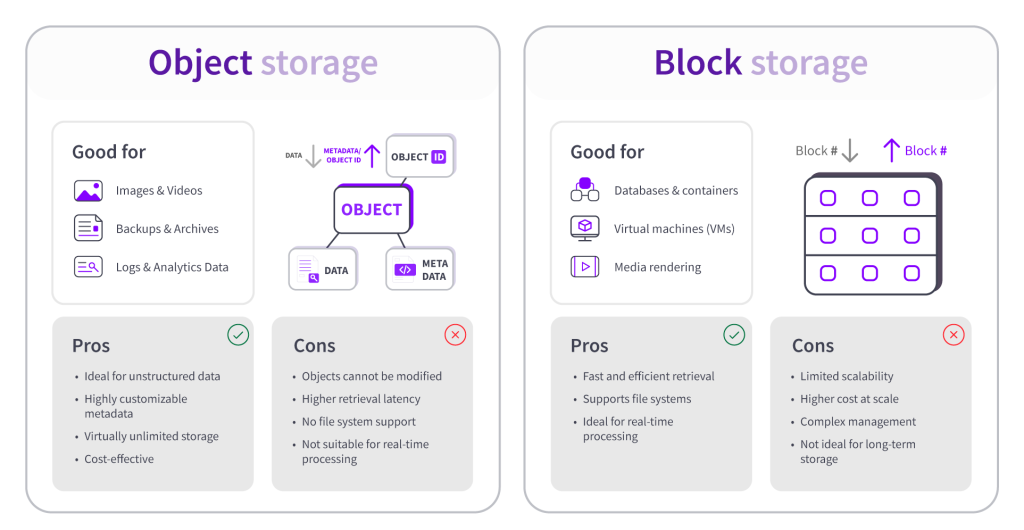 Object storage
Good for
Images & Videos
Backups & Archives
Logs & Analytics Data
DATA
METADATA/
OBJECT ID
OBJECT ID
OBJECT
DATA
META
DATA
Pros
• Ideal for unstructured data
• Highly customizable
metadata
• Virtually unlimited storage
• Cost-effective
Cons
• Objects cannot be modified
• Higher retrieval latency
• No file system support
• Not suitable for real-time
processing
Block storage
Good for
Databases & containers
Virtual machines (VMs)
Media rendering
Block #
Block #
Pros
• Fast and efficient retrieval
• Supports file systems
• Ideal for real-time
processing
Cons
• Limited scalability
• Higher cost at scale
• Complex management
• Not ideal for long-term
storage